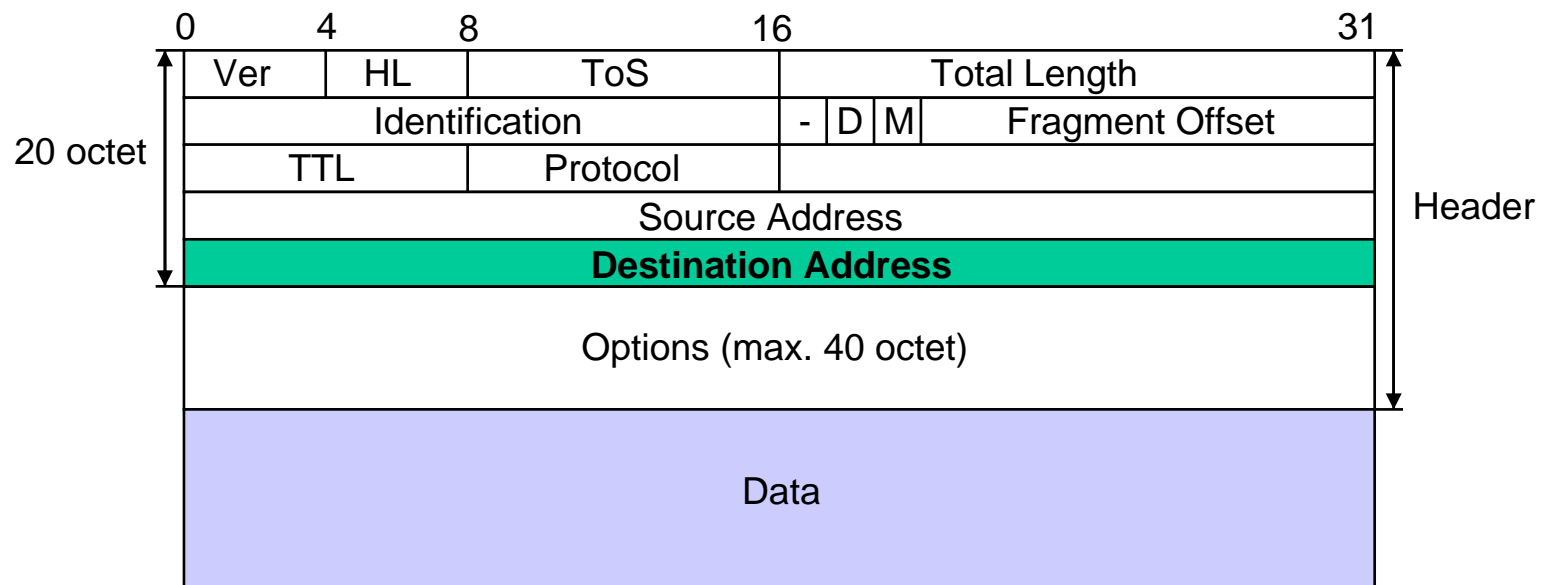 0 4 8 16 31
Ver HL ToS Total Length
Identification - D M Fragment Offset
20 octet
TTL Protocol
Source Address
Header
Destination Address
Options (max. 40 octet)
Data